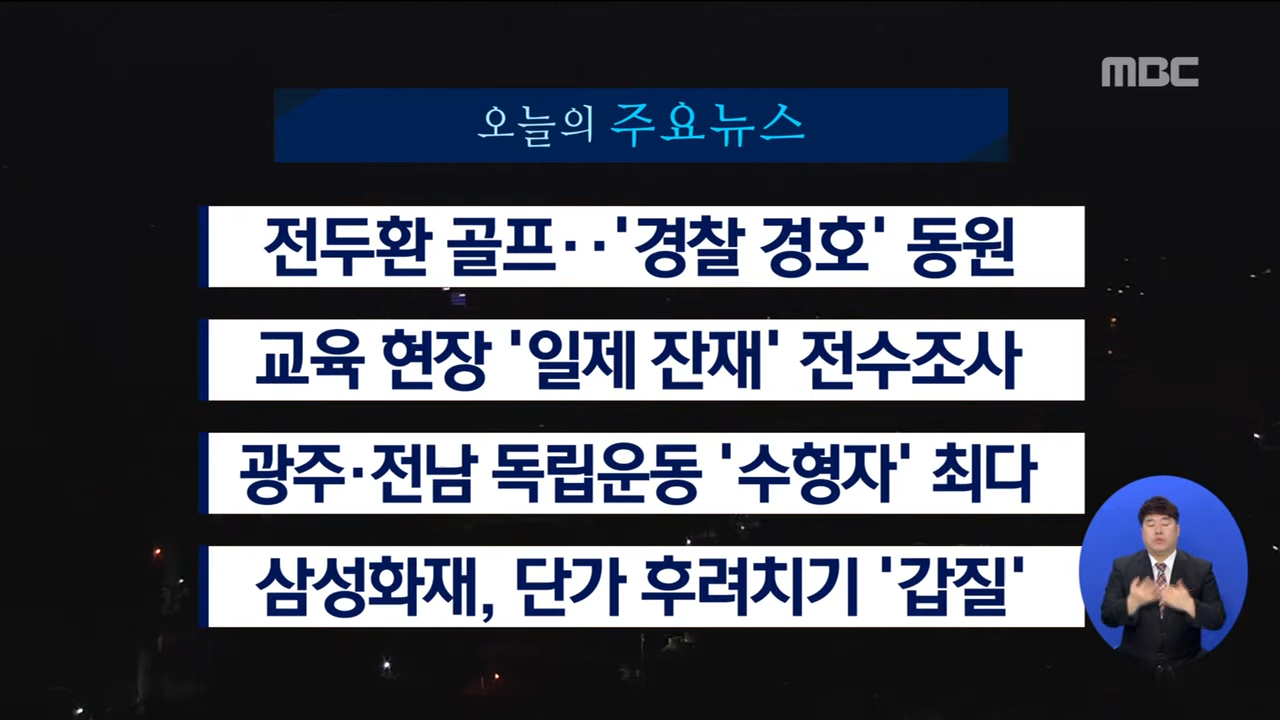 MBC
오늘의 주요뉴스
전두환 골프‥'경찰 경호' 동원
교육 현장 '일제 잔재' 전수조사
광주·전남 독립운동 '수형자' 최다
삼성화재, 단가 후려치기 '갑질'